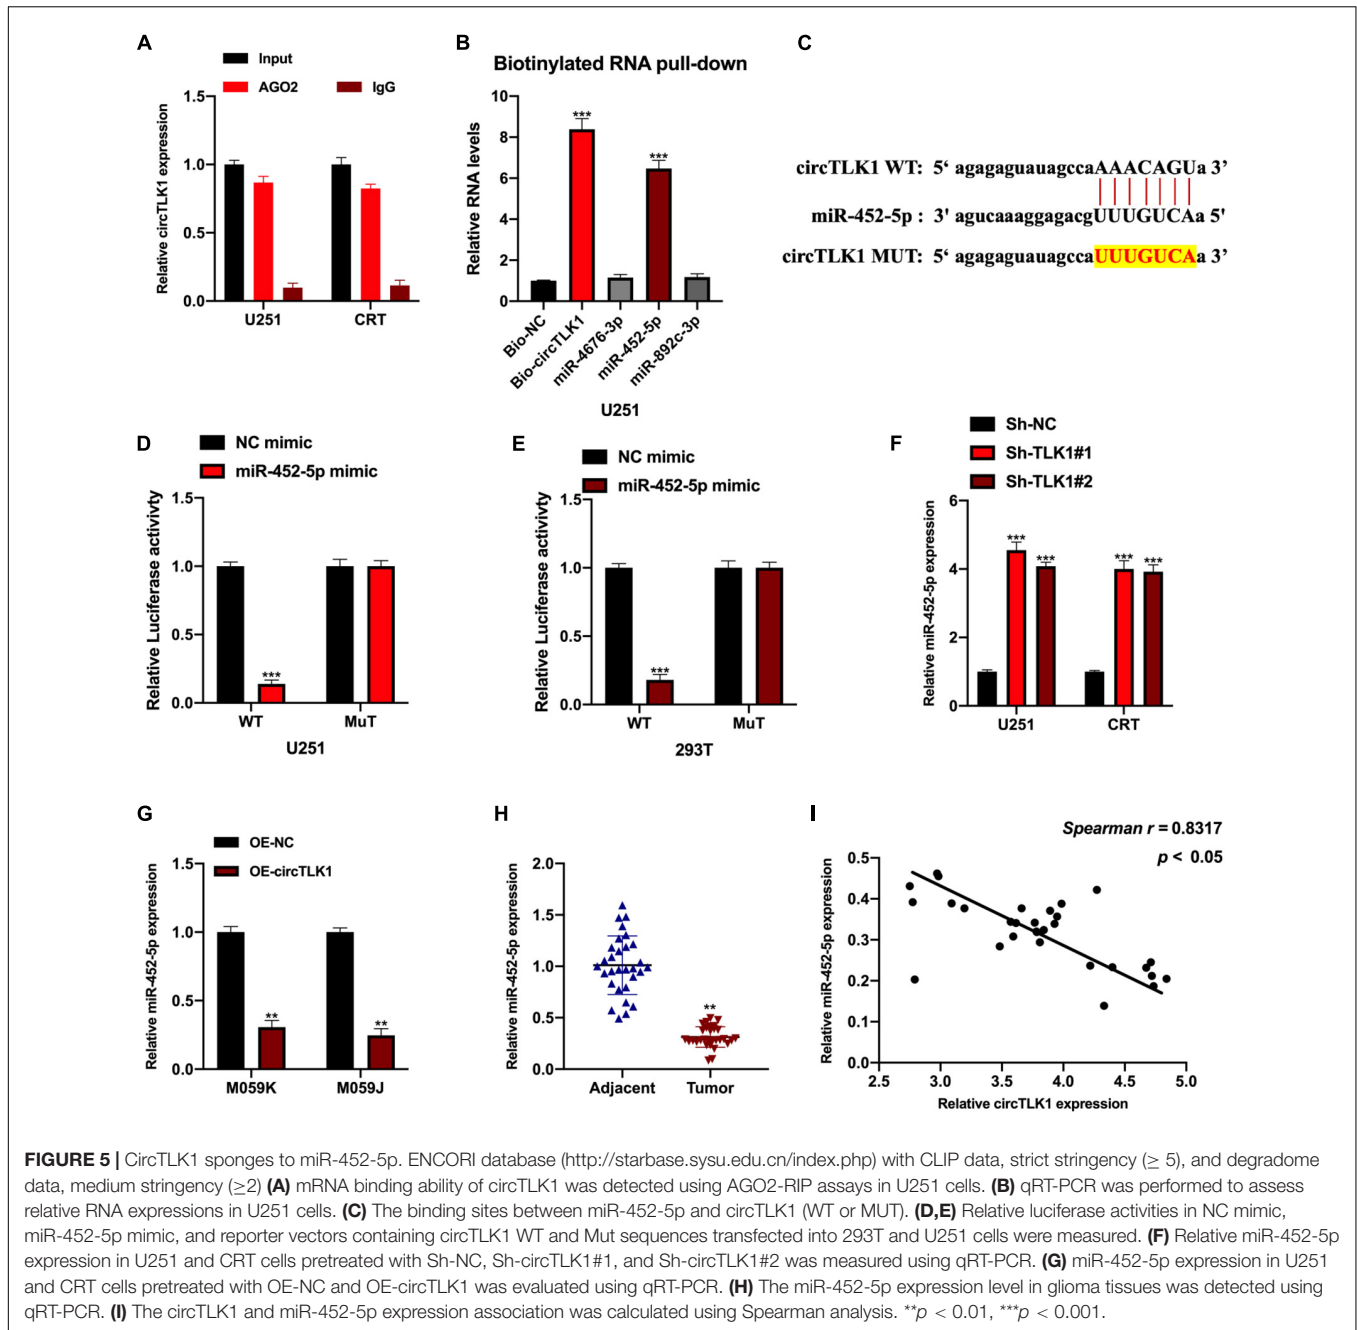 A
Input
AGO2
IgG
Relative circTLK1 expression
1.5
1.0
0.5
0.0
U251
CRT
B
Biotinylated RNA pull-down
Relative RNA levels
10
8
6
4
2
0
Bio-NC
Bio-circTLK1
miR-4676-3p
miR-452-5p
miR-892c-3p
***
***
U251
C
circTLK1 WT: 5‘ agagaguauagccaAAACAGUa 3’
miR-452-5p : 3' agucaaaggagacgUUUGUCAa 5'
circTLK1 MUT: 5‘ agagaguauagccaUUUGUCAa 3’
D
NC mimic
miR-452-5p mimic
Relative Luciferase activivty
1.5
1.0
0.5
0.0
***
WT
MuT
U251
E
NC mimic
miR-452-5p mimic
Relative Luciferase activivty
1.5
1.0
0.5
0.0
***
WT
MuT
293T
F
Sh-NC
Sh-TLK1#1
Sh-TLK1#2
Relative miR-452-5p expression
6
4
2
0
***
***
***
***
U251
CRT
G
OE-NC
OE-circTLK1
Relative miR-452-5p expression
1.5
1.0
0.5
0.0
**
**
M059K
M059J
H
Relative miR-452-5p expression
2.0
1.5
1.0
0.5
0.0
**
Adjacent
Tumor
I
Spearman r = 0.8317
p < 0.05
Relative miR-452-5p expression
0.5
0.4
0.3
0.2
0.1
0.0
2.5
3.0
3.5
4.0
4.5
5.0
Relative circTLK1 expression
FIGURE 5 | CircTLK1 sponges to miR-452-5p. ENCORI database (http://starbase.sysu.edu.cn/index.php) with CLIP data, strict stringency (≥ 5), and degradome
data, medium stringency (≥2) (A) mRNA binding ability of circTLK1 was detected using AGO2-RIP assays in U251 cells. (B) qRT-PCR was performed to assess
relative RNA expressions in U251 cells. (C) The binding sites between miR-452-5p and circTLK1 (WT or MUT). (D,E) Relative luciferase activities in NC mimic,
miR-452-5p mimic, and reporter vectors containing circTLK1 WT and Mut sequences transfected into 293T and U251 cells were measured. (F) Relative miR-452-5p
expression in U251 and CRT cells pretreated with Sh-NC, Sh-circTLK1#1, and Sh-circTLK1#2 was measured using qRT-PCR. (G) miR-452-5p expression in U251
and CRT cells pretreated with OE-NC and OE-circTLK1 was evaluated using qRT-PCR. (H) The miR-452-5p expression level in glioma tissues was detected using
qRT-PCR. (I) The circTLK1 and miR-452-5p expression association was calculated using Spearman analysis. **p < 0.01, ***p < 0.001.